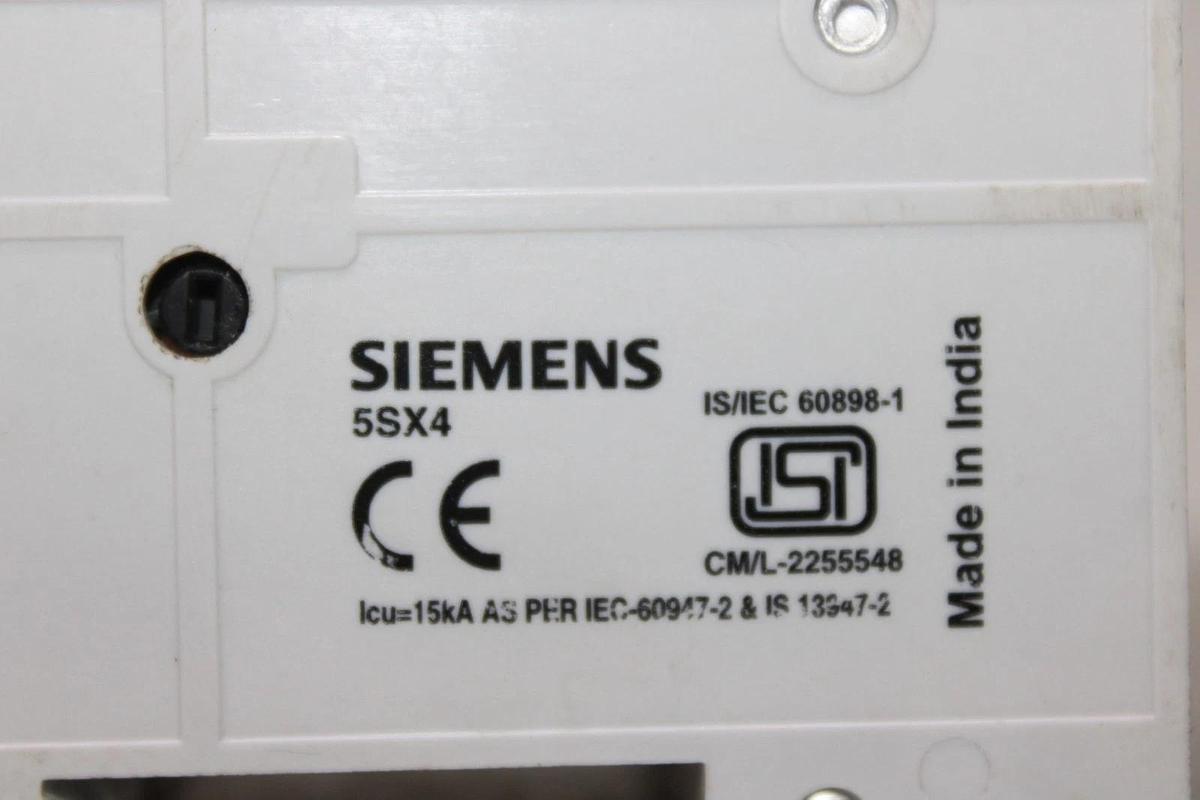 SIEMENS
5SX4
CE
IS/IEC 60898-1
ISI
CM/L-2255548
Icu=15kA AS PER IEC-60947-2 & IS 13947-2
Made in India